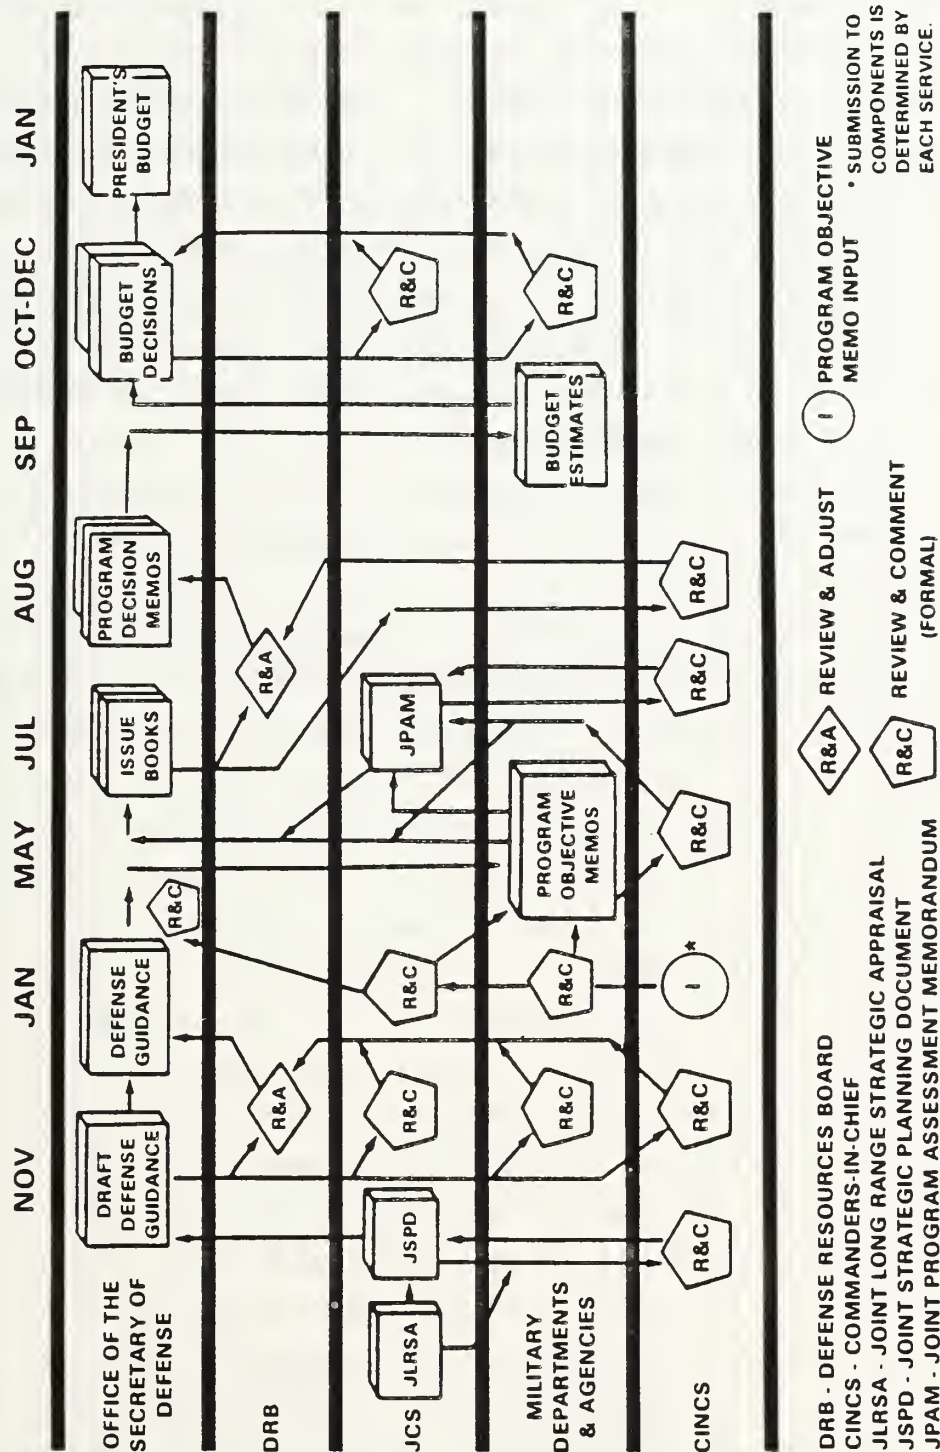 NOV
JAN
MAY
JUL
AUG
SEP
OCT-DEC
JAN
OFFICE OF THE
SECRETARY OF
DEFENSE
DRAFT
DEFENSE
GUIDANCE
DEFENSE
GUIDANCE
R&C
ISSUE
BOOKS
PROGRAM
DECISION
MEMOS
BUDGET
DECISIONS
PRESIDENT'S
BUDGET
DRB
R&A
R&A
JCS
JLRSA
JSPD
R&C
R&C
JPAM
R&C
MILITARY
DEPARTMENTS
& AGENCIES
R&C
R&C
PROGRAM
OBJECTIVE
MEMOS
BUDGET
ESTIMATES
R&C
CINCS
R&C
R&C
I *
R&C
R&C
R&C
DRB - DEFENSE RESOURCES BOARD
CINCS - COMMANDERS-IN-CHIEF
JLRSA - JOINT LONG RANGE STRATEGIC APPRAISAL
JSPD - JOINT STRATEGIC PLANNING DOCUMENT
JPAM - JOINT PROGRAM ASSESSMENT MEMORANDUM
R&A REVIEW & ADJUST
R&C REVIEW & COMMENT
(FORMAL)
I PROGRAM OBJECTIVE
MEMO INPUT
* SUBMISSION TO
COMPONENTS IS
DETERMINED BY
EACH SERVICE.